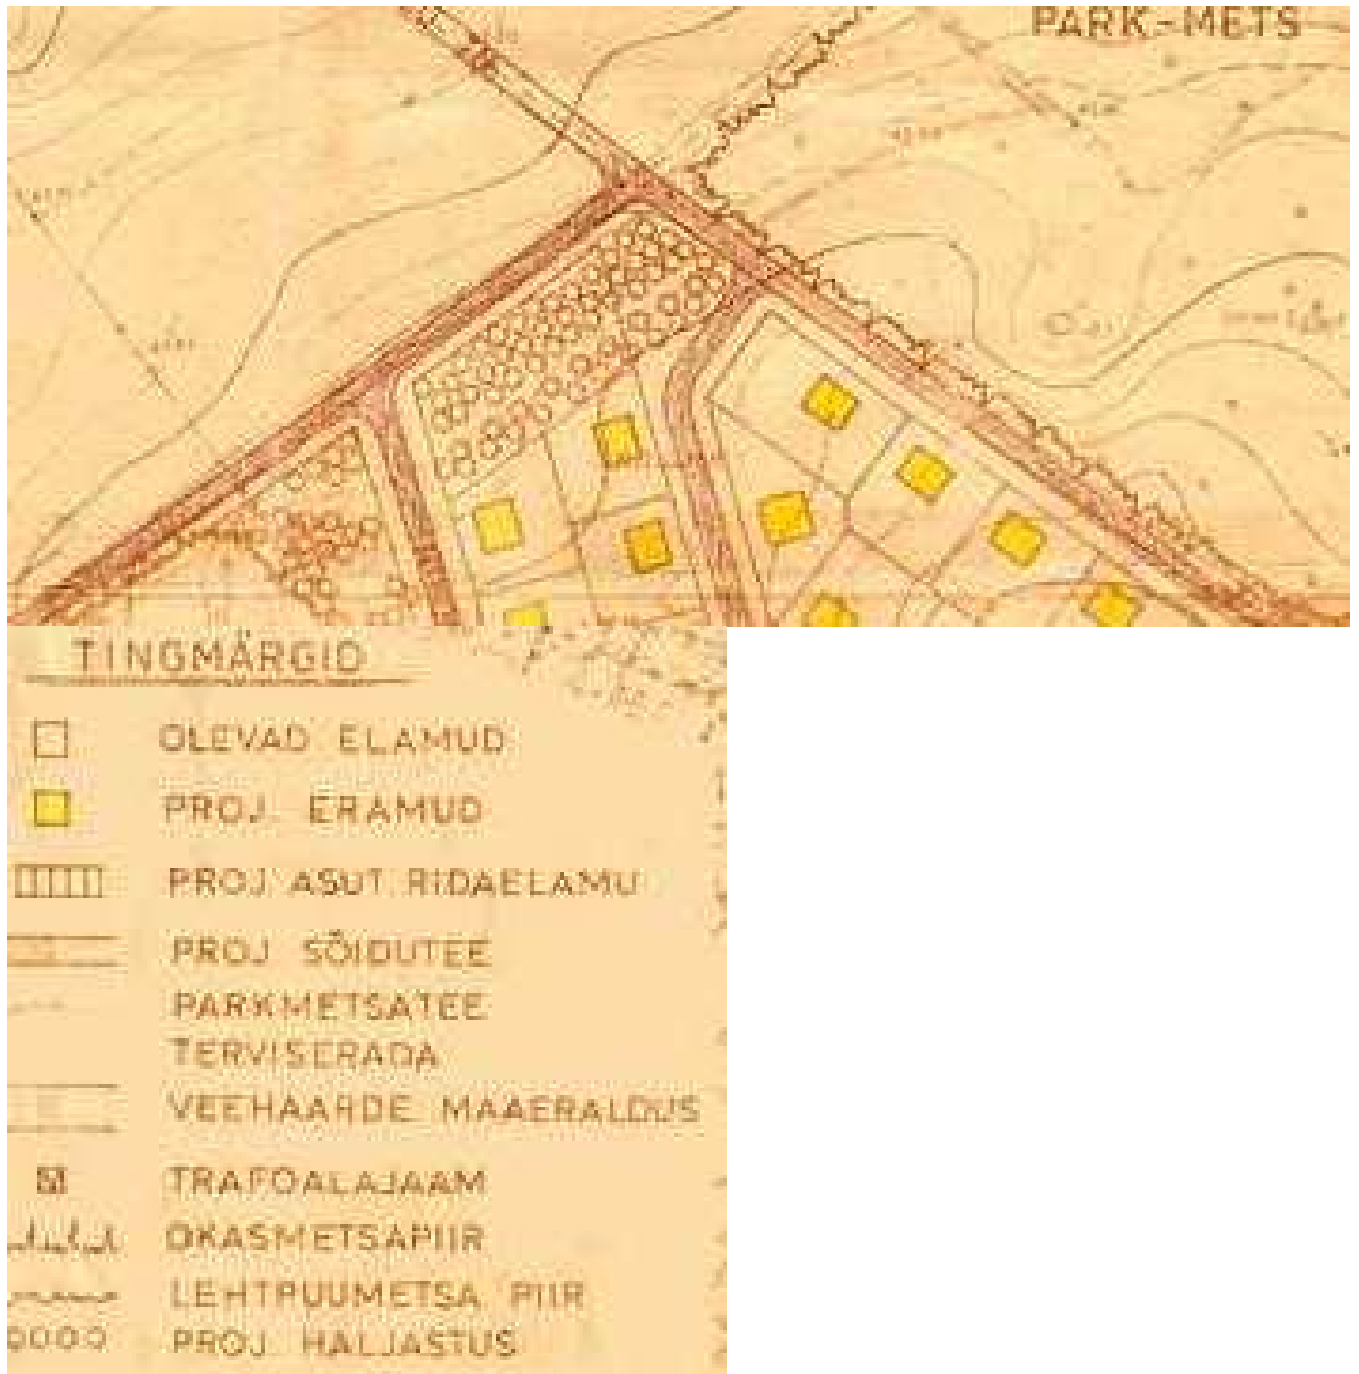 PARK-METS
TINGMÄRGID
OLEVAD ELAMUD
PROJ. ERAMUD
PROJ. ASUT. RIDAELAMU
PROJ. SÕIDUTEE
PARKMETSATEE
TERVISERADA
VEEHAARDE MAAERALDUS
TRAFOALAJAAM
OKASMETSAPIIR
LEHTPUUMETSA PIIR
PROJ. HALJASTUS